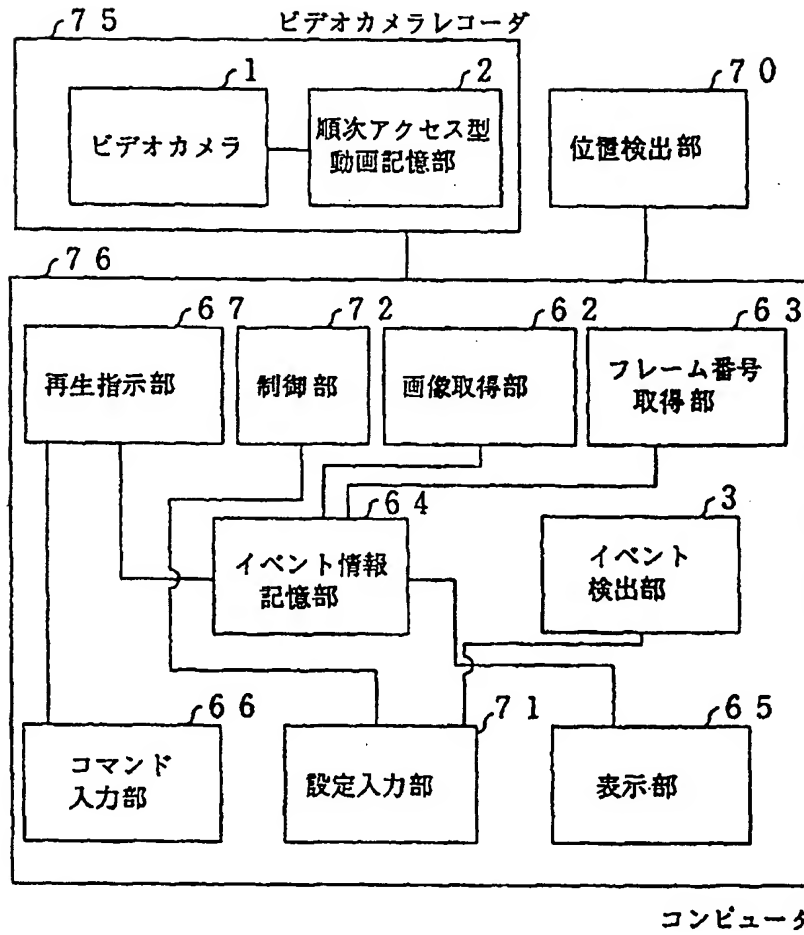 75
ビデオカメラレコーダ
1
2
70
ビデオカメラ
順次アクセス型
動画記憶部
位置検出部
76
67
72
62
63
再生指示部
制御部
画像取得部
フレーム番号
取得部
64
3
イベント情報
記憶部
イベント
検出部
66
71
65
コマンド
入力部
設定入力部
表示部
コンピュータ